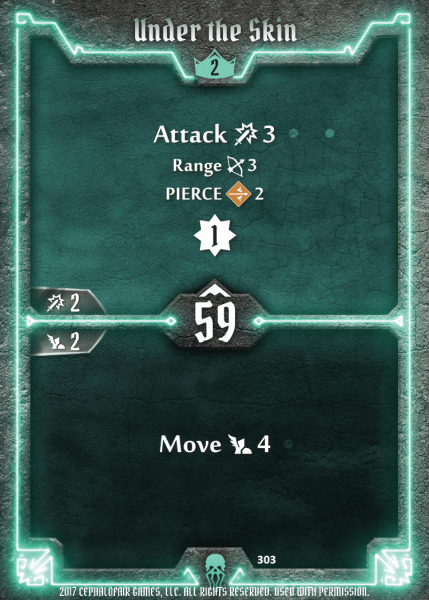 Under the Skin
2
Attack 3
Range 3
PIERCE 2
1
2
59
2
Move 4
303
2017 CEPHALOFAIR GAMES, LLC. ALL RIGHTS RESERVED. USED WITH PERMISSION.